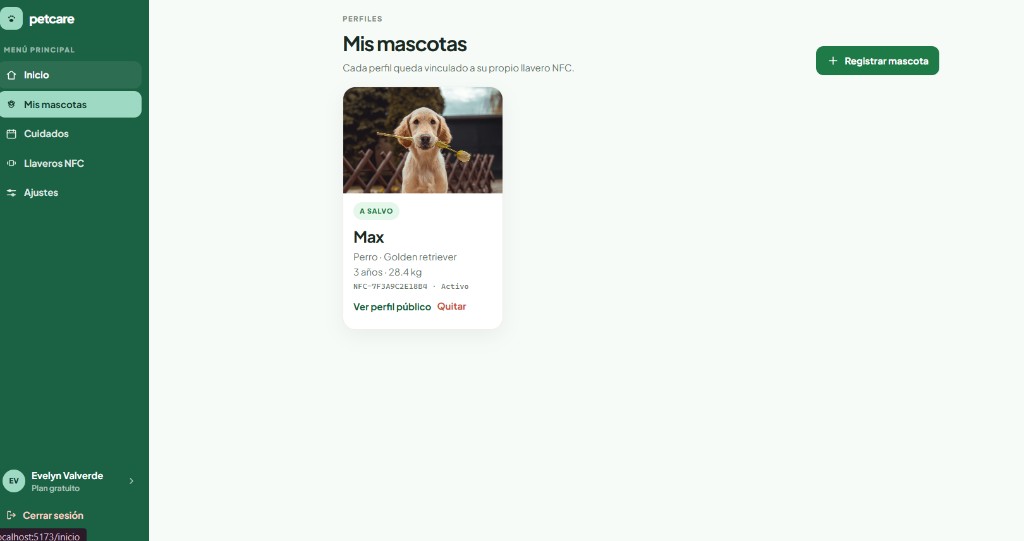 petcare
MENÚ PRINCIPAL
Inicio
Mis mascotas
Cuidados
Llaveros NFC
Ajustes
EV
Evelyn Valverde
Plan gratuito
Cerrar sesión
ocalhost:5173/inicio
PERFILES
Mis mascotas
Cada perfil queda vinculado a su propio llavero NFC.
+ Registrar mascota
A SALVO
Max
Perro · Golden retriever
3 años · 28.4 kg
NFC-7F3A9C2E18B4 · Activo
Ver perfil público Quitar